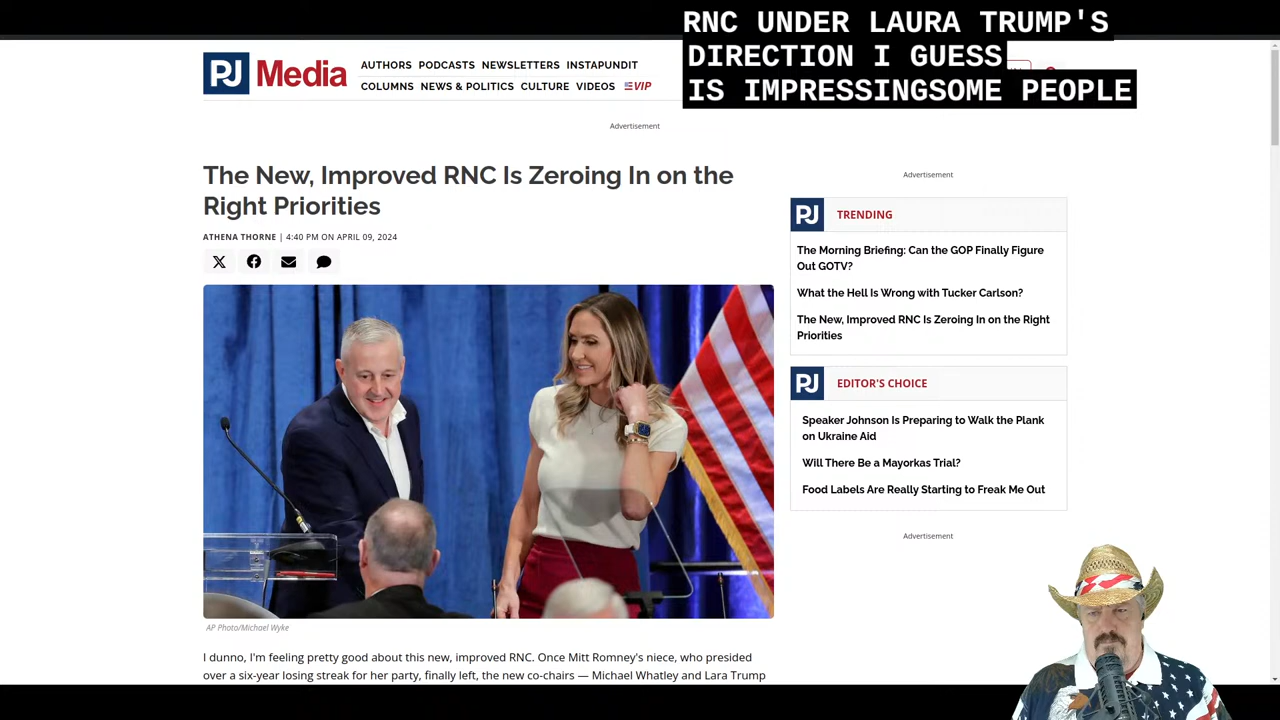 RNC UNDER LAURA TRUMP'S
DIRECTION I GUESS
IS IMPRESSINGSOME PEOPLE
PJ Media
AUTHORS PODCASTS NEWSLETTERS INSTAPUNDIT
COLUMNS NEWS & POLITICS CULTURE VIDEOS VIP
Advertisement
The New, Improved RNC Is Zeroing In on the
Right Priorities
ATHENA THORNE | 4:40 PM ON APRIL 09, 2024
AP Photo/Michael Wyke
I dunno, I'm feeling pretty good about this new, improved RNC. Once Mitt Romney's niece, who presided
over a six-year losing streak for her party, finally left, the new co-chairs — Michael Whatley and Lara Trump
Advertisement
PJ TRENDING
The Morning Briefing: Can the GOP Finally Figure
Out GOTV?
What the Hell Is Wrong with Tucker Carlson?
The New, Improved RNC Is Zeroing In on the Right
Priorities
PJ EDITOR'S CHOICE
Speaker Johnson Is Preparing to Walk the Plank
on Ukraine Aid
Will There Be a Mayorkas Trial?
Food Labels Are Really Starting to Freak Me Out
Advertisement